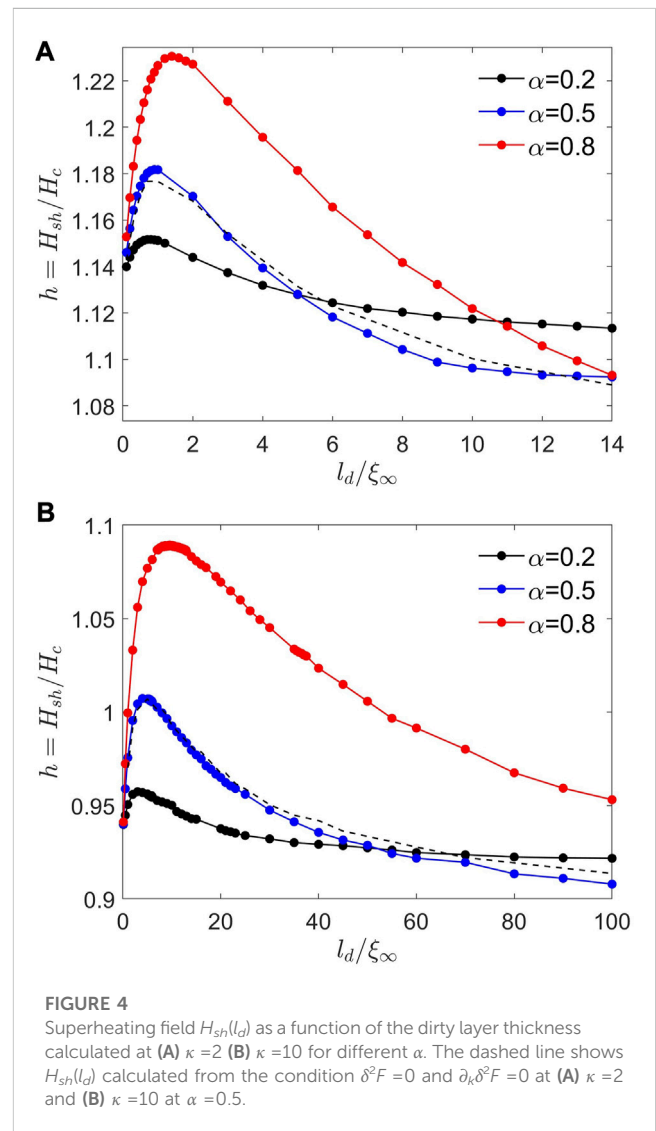 A
1.22
1.2
1.18
1.16
1.14
1.12
1.1
1.08
h = H_sh/H_c
α=0.2
α=0.5
α=0.8
0 2 4 6 8 10 12 14
l_d/ξ_∞
B
1.1
1.05
1
0.95
0.9
h = H_sh/H_c
α=0.2
α=0.5
α=0.8
0 20 40 60 80 100
l_d/ξ_∞
FIGURE 4
Superheating field H_sh(l_d) as a function of the dirty layer thickness
calculated at (A) κ =2 (B) κ =10 for different α. The dashed line shows
H_sh(l_d) calculated from the condition δ²F =0 and ∂_kδ²F =0 at (A) κ =2
and (B) κ =10 at α =0.5.